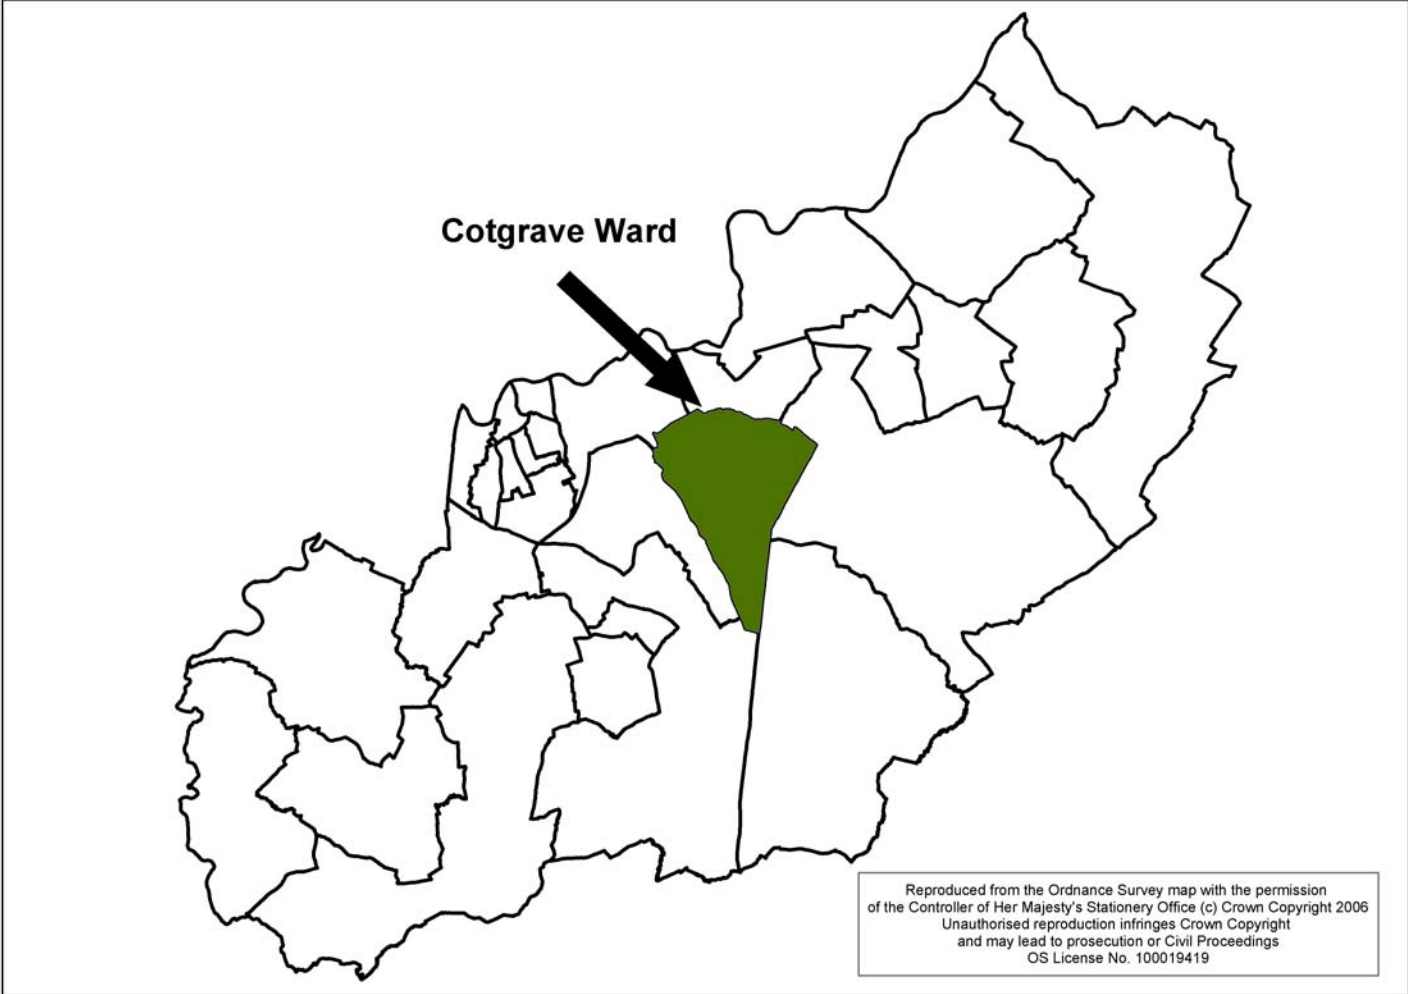 Cotgrave Ward
Reproduced from the Ordnance Survey map with the permission
of the Controller of Her Majesty's Stationery Office (c) Crown Copyright 2006
Unauthorised reproduction infringes Crown Copyright
and may lead to prosecution or Civil Proceedings
OS License No. 100019419